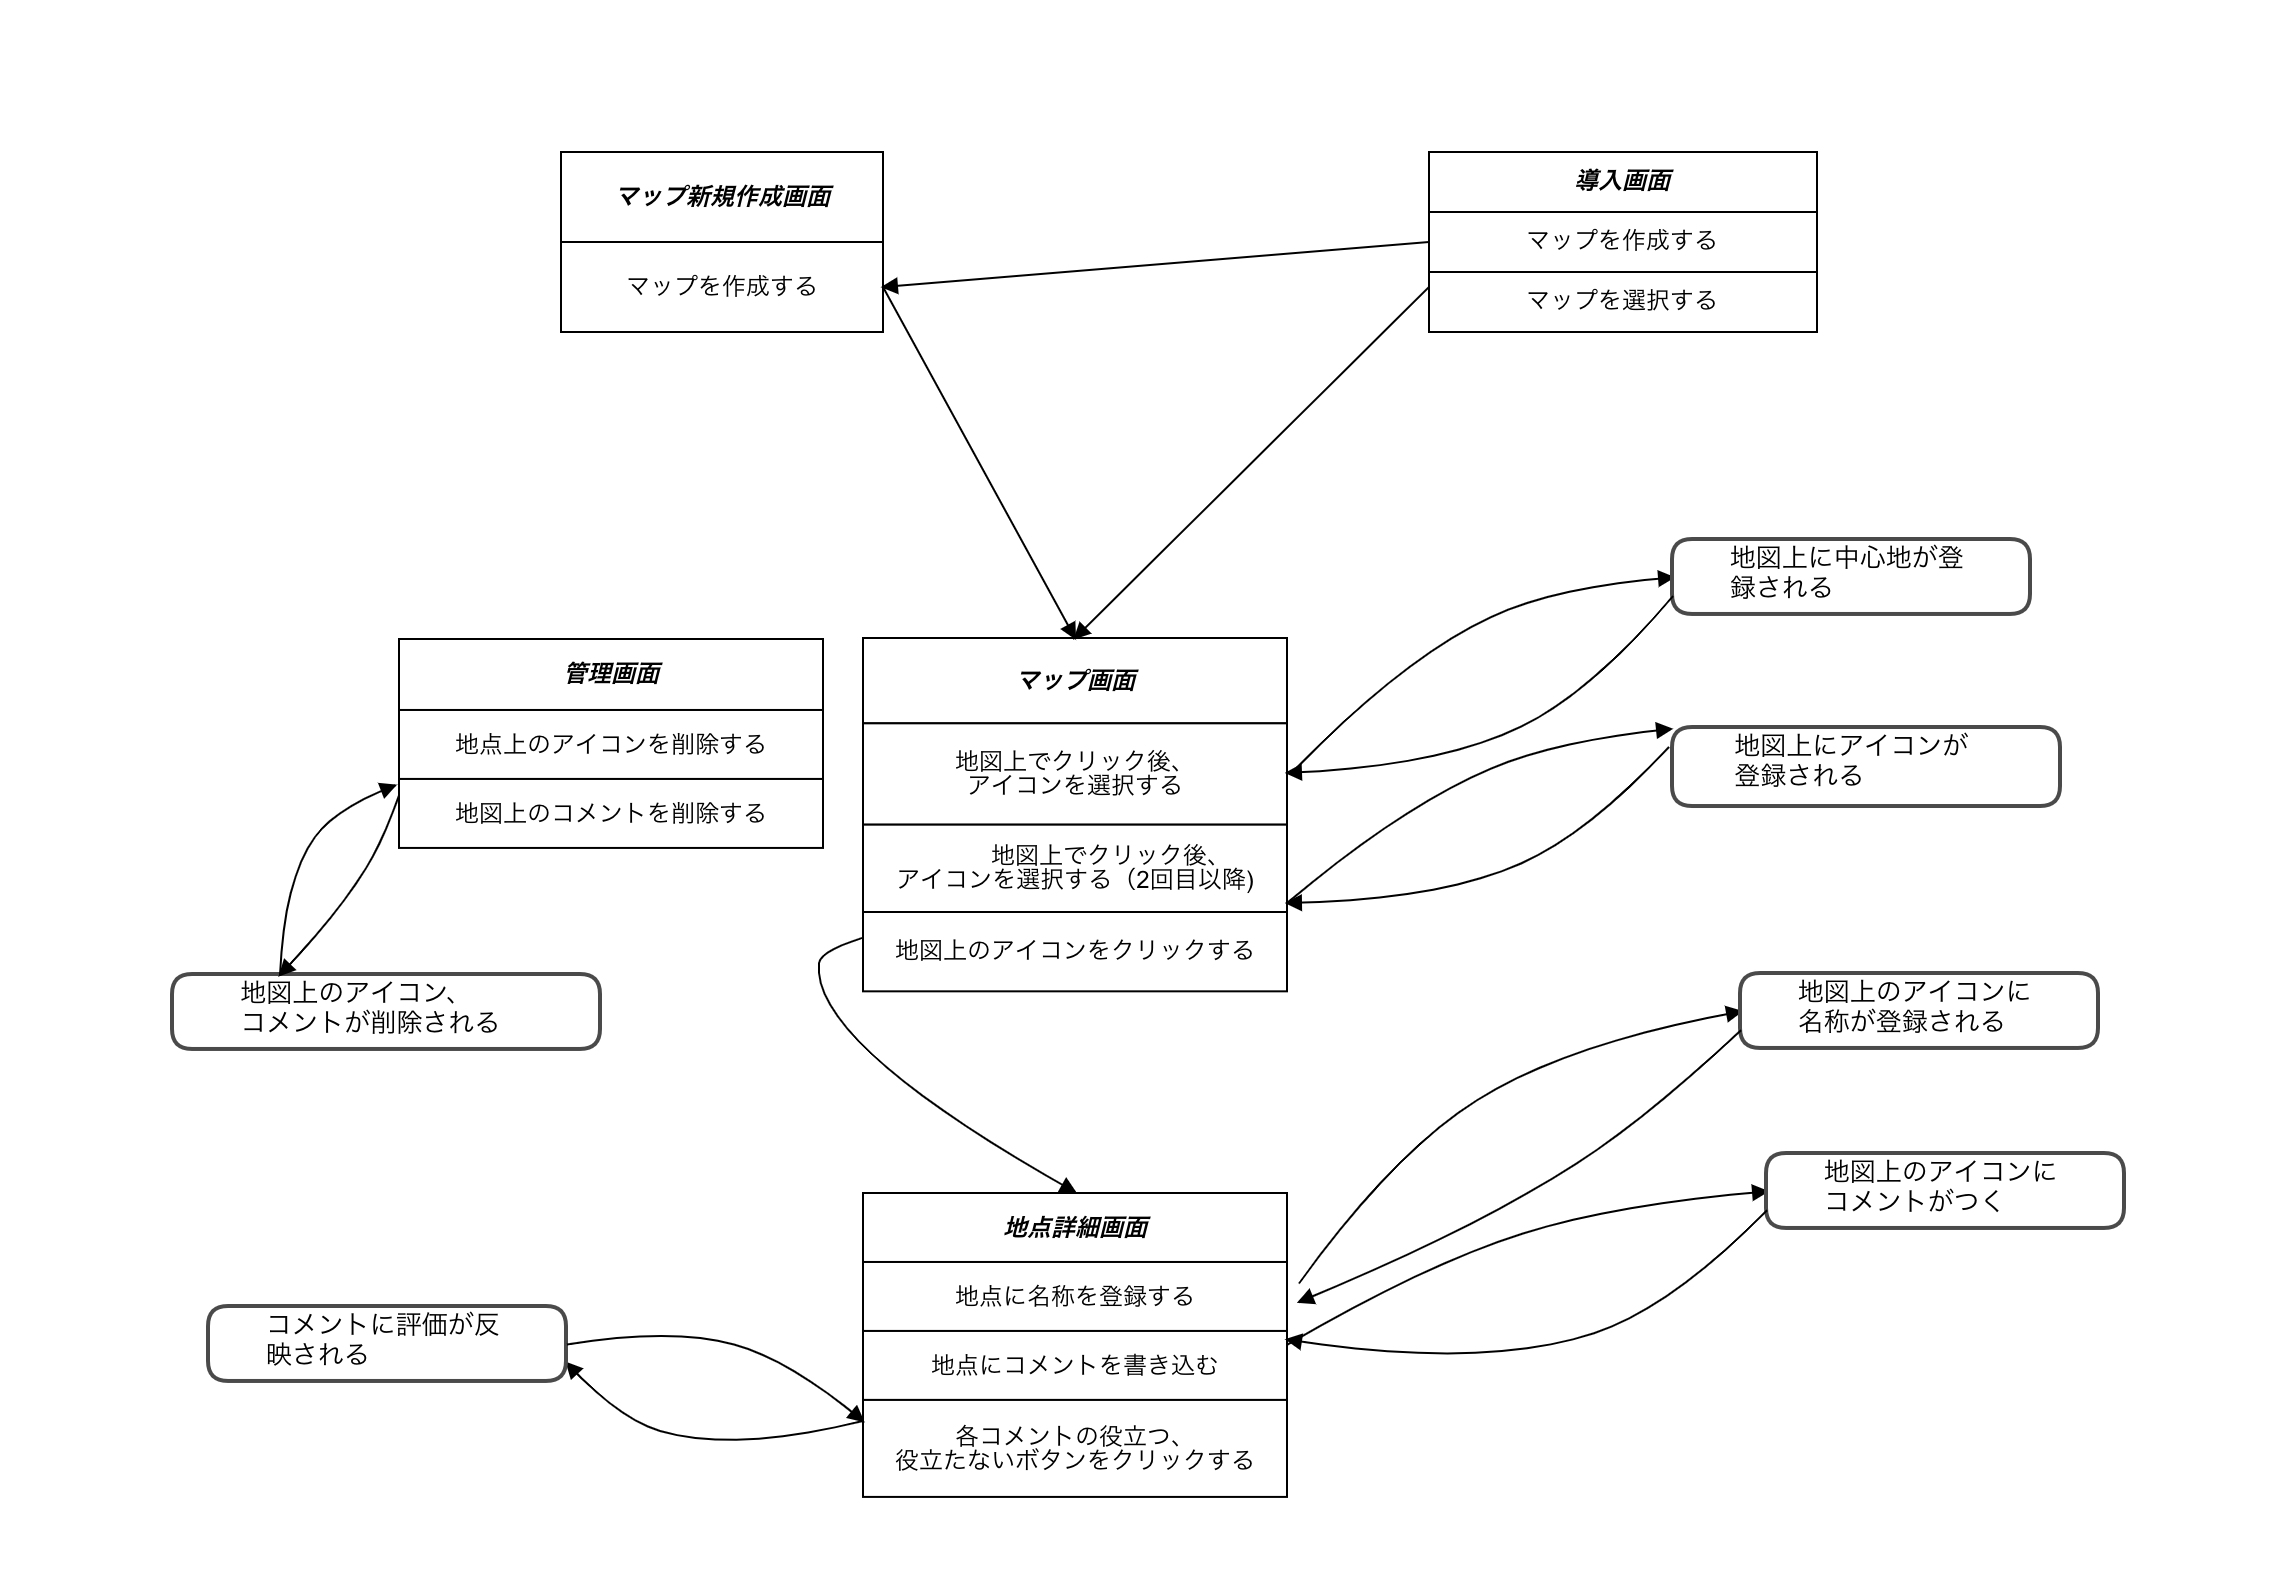 マップ新規作成画面
マップを作成する
導入画面
マップを作成する
マップを選択する
地図上に中心地が登
録される
管理画面
地点上のアイコンを削除する
地図上のコメントを削除する
マップ画面
地図上でクリック後、
アイコンを選択する
地図上でクリック後、
アイコンを選択する（2回目以降)
地図上のアイコンをクリックする
地図上にアイコンが
登録される
地図上のアイコン、
コメントが削除される
地図上のアイコンに
名称が登録される
地図上のアイコンに
コメントがつく
地点詳細画面
地点に名称を登録する
地点にコメントを書き込む
各コメントの役立つ、
役立たないボタンをクリックする
コメントに評価が反
映される